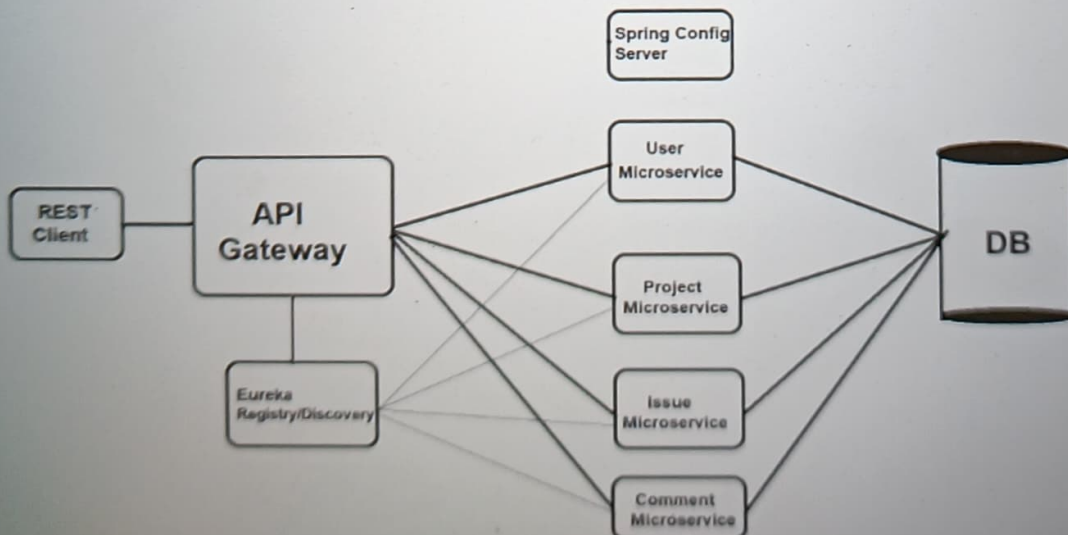 Spring Config
Server
User
Microservice
REST
Client
API
Gateway
DB
Project
Microservice
Eureka
Registry/Discovery
Issue
Microservice
Comment
Microservice